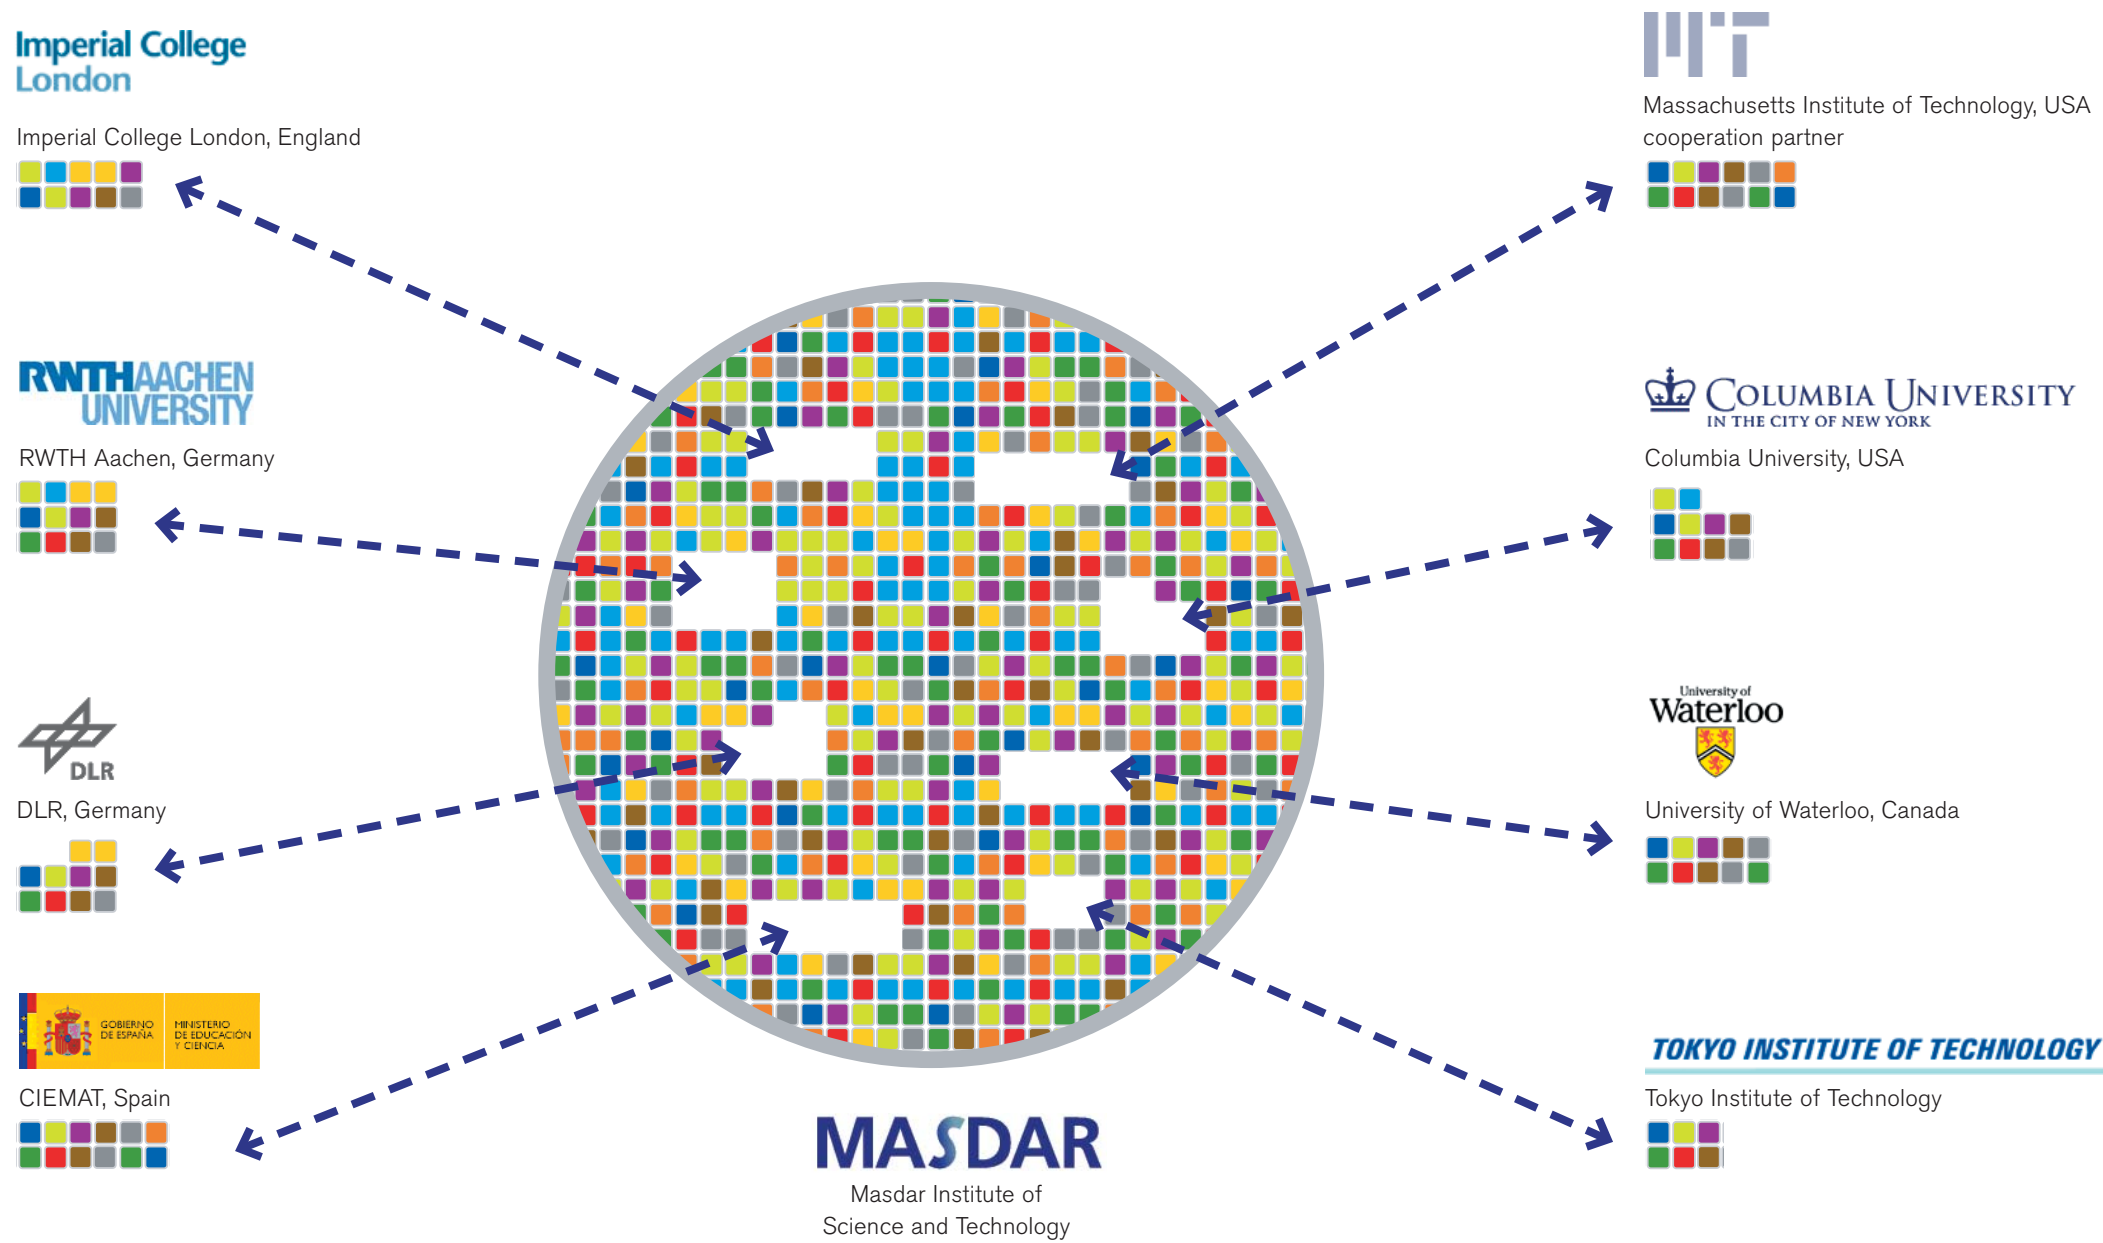 Imperial College
London
Imperial College London, England
RWTHAACHEN
UNIVERSITY
RWTH Aachen, Germany
DLR
DLR, Germany
GOBIERNO
DE ESPAÑA
MINISTERIO
DE EDUCACIÓN
Y CIENCIA
CIEMAT, Spain
MASDAR
Masdar Institute of
Science and Technology
MIT
Massachusetts Institute of Technology, USA
cooperation partner
COLUMBIA UNIVERSITY
IN THE CITY OF NEW YORK
Columbia University, USA
University of
Waterloo
University of Waterloo, Canada
TOKYO INSTITUTE OF TECHNOLOGY
Tokyo Institute of Technology